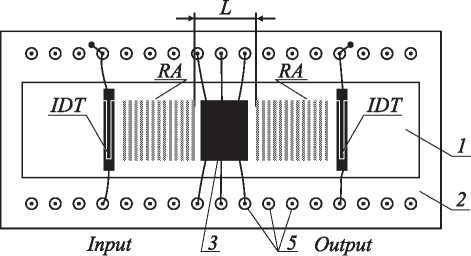 L
RA RA
IDT IDT
1
2
Input 3 5 Output